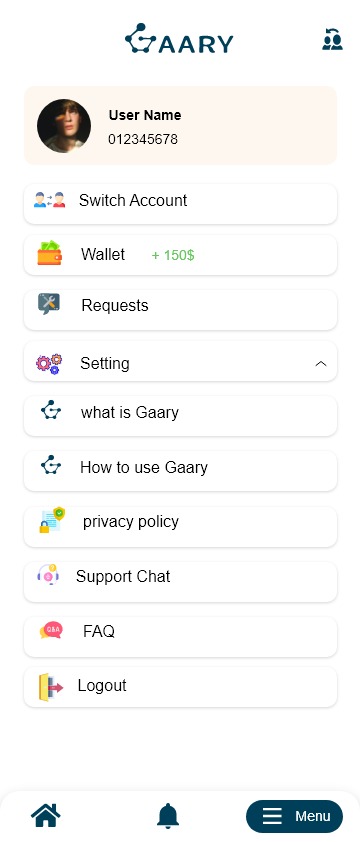 GAARY
User Name
012345678
Switch Account
Wallet + 150$
Requests
Setting
what is Gaary
How to use Gaary
privacy policy
Support Chat
Q&A FAQ
Logout
Menu